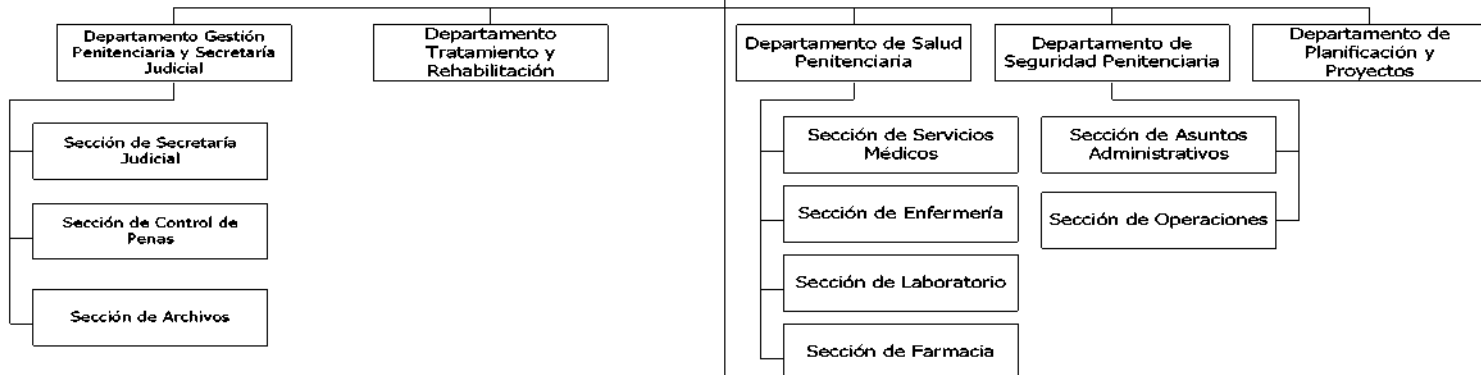 Departamento Gestión
Penitenciaria y Secretaría
Judicial
Departamento
Tratamiento y
Rehabilitación
Departamento de Salud
Penitenciaria
Departamento de
Seguridad Penitenciaria
Departamento de
Planificación y
Proyectos
Sección de Secretaría
Judicial
Sección de Control de
Penas
Sección de Archivos
Sección de Servicios
Médicos
Sección de Enfermería
Sección de Laboratorio
Sección de Farmacia
Sección de Asuntos
Administrativos
Sección de Operaciones